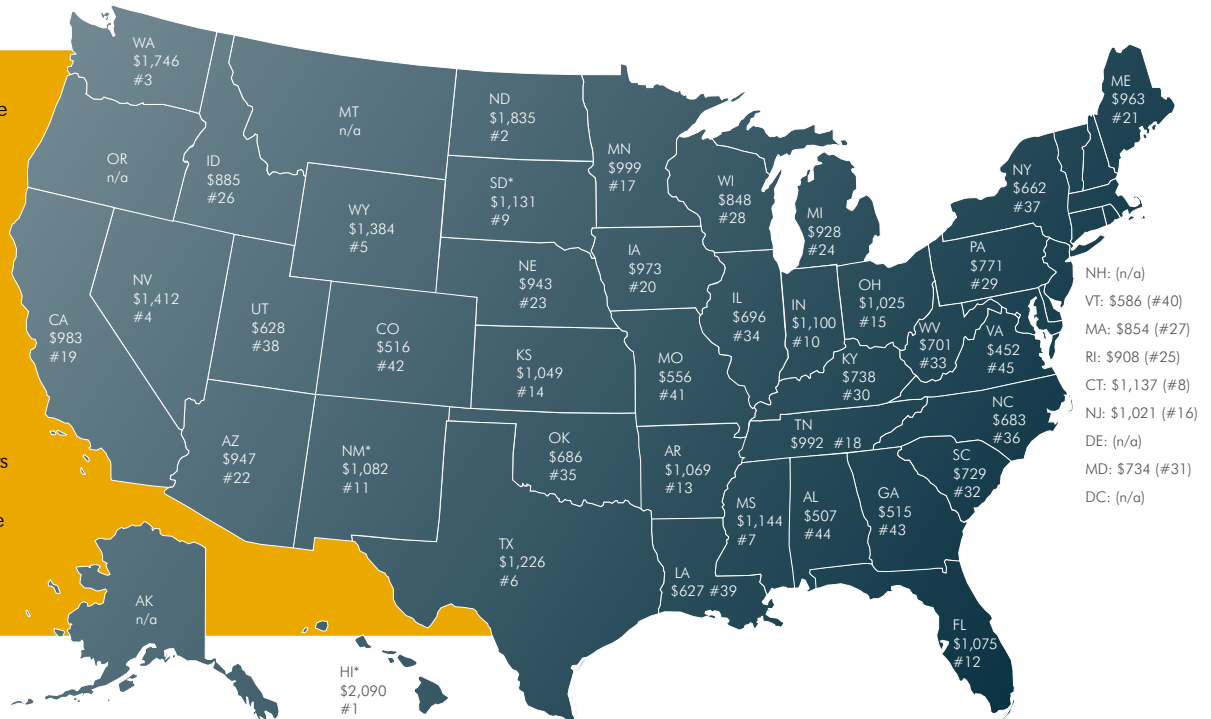 WA
$1,746
#3
e
OR
n/a
ID
$885
#26
MT
n/a
ND
$1,835
#2
MN
$999
#17
SD*
$1,131
#9
WY
$1,384
#5
WI
$848
#28
MI
$928
#24
NY
$662
#37
ME
$963
#21
CA
$983
#19
NV
$1,412
#4
UT
$628
#38
CO
$516
#42
NE
$943
#23
IA
$973
#20
IL
$696
#34
IN
$1,100
#10
OH
$1,025
#15
PA
$771
#29
WV
$701
#33
VA
$452
#45
KS
$1,049
#14
MO
$556
#41
KY
$738
#30
NC
$683
#36
TN
$992 #18
SC
$729
#32
AZ
$947
#22
NM*
$1,082
#11
OK
$686
#35
AR
$1,069
#13
MS
$1,144
#7
AL
$507
#44
GA
$515
#43
TX
$1,226
#6
LA
$627 #39
FL
$1,075
#12
AK
n/a
HI*
$2,090
#1
NH: (n/a)
VT: $586 (#40)
MA: $854 (#27)
RI: $908 (#25)
CT: $1,137 (#8)
NJ: $1,021 (#16)
DE: (n/a)
MD: $734 (#31)
DC: (n/a)
rs
e